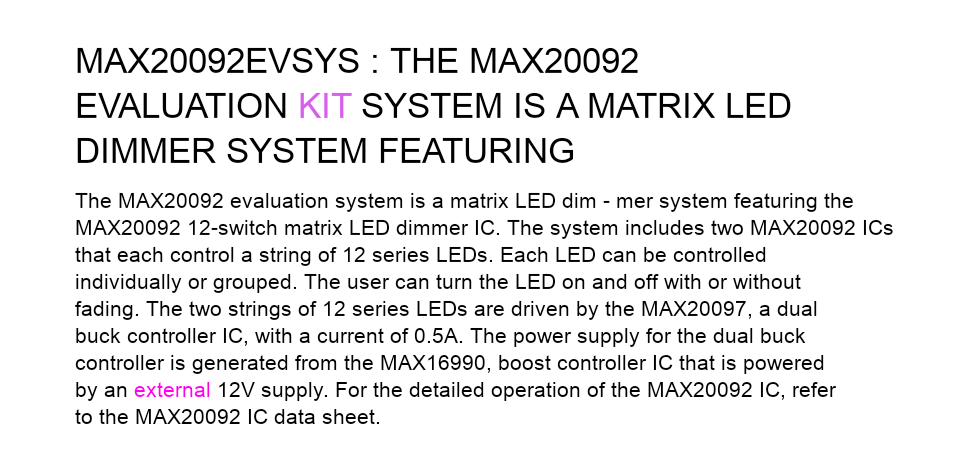 MAX20092EVSYS : THE MAX20092
EVALUATION KIT SYSTEM IS A MATRIX LED
DIMMER SYSTEM FEATURING
The MAX20092 evaluation system is a matrix LED dim - mer system featuring the
MAX20092 12-switch matrix LED dimmer IC. The system includes two MAX20092 ICs
that each control a string of 12 series LEDs. Each LED can be controlled
individually or grouped. The user can turn the LED on and off with or without
fading. The two strings of 12 series LEDs are driven by the MAX20097, a dual
buck controller IC, with a current of 0.5A. The power supply for the dual buck
controller is generated from the MAX16990, boost controller IC that is powered
by an external 12V supply. For the detailed operation of the MAX20092 IC, refer
to the MAX20092 IC data sheet.